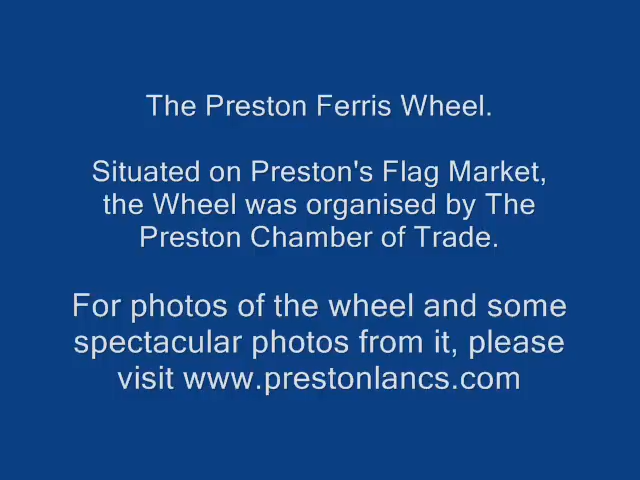 The Preston Ferris Wheel.
Situated on Preston's Flag Market,
the Wheel was organised by The
Preston Chamber of Trade.
For photos of the wheel and some
spectacular photos from it, please
visit www.prestonlancs.com